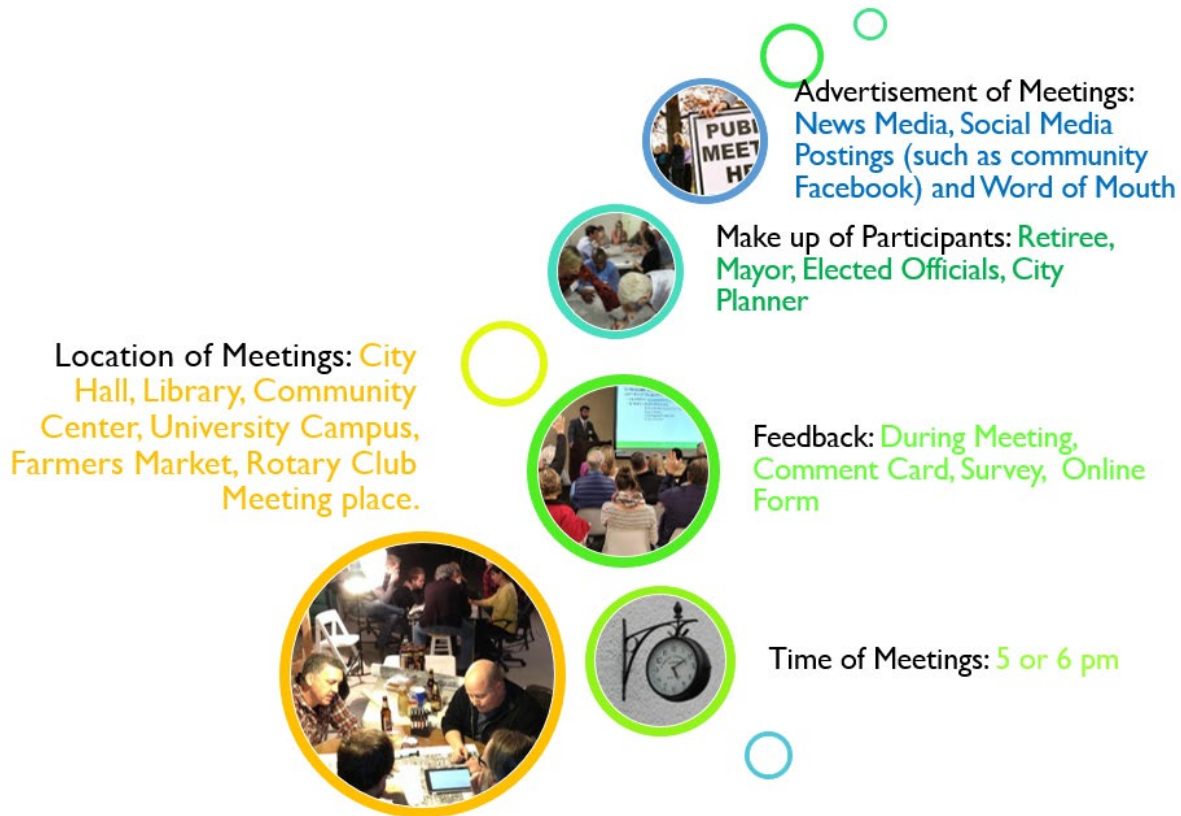 PUBL
MEET
HE
Advertisement of Meetings:
News Media, Social Media
Postings (such as community
Facebook) and Word of Mouth
Make up of Participants: Retiree,
Mayor, Elected Officials, City
Planner
Location of Meetings: City
Hall, Library, Community
Center, University Campus,
Farmers Market, Rotary Club
Meeting place.
Feedback: During Meeting,
Comment Card, Survey, Online
Form
Time of Meetings: 5 or 6 pm